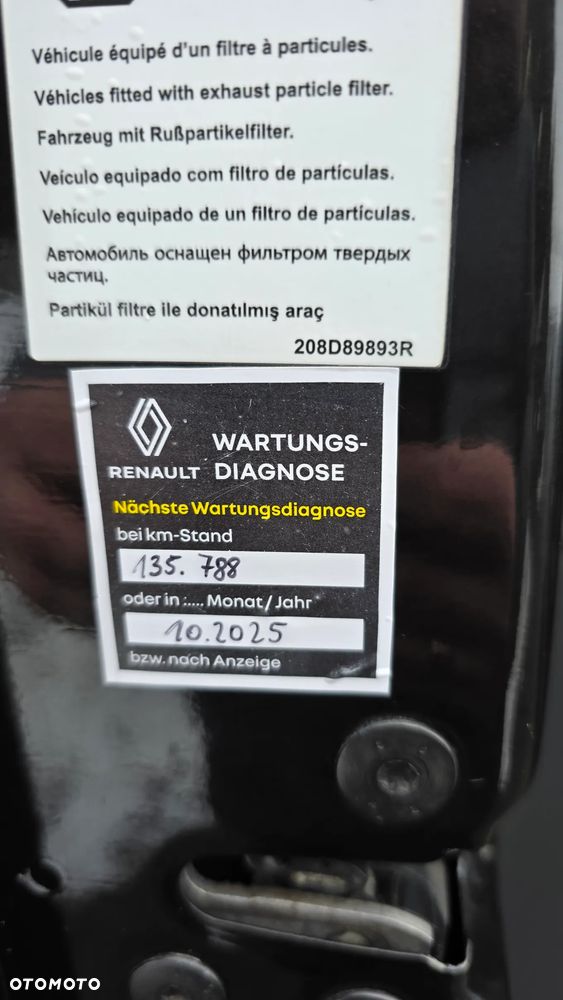 Véhicule équipé d'un filtre à particules.
Véhicles fitted with exhaust particle filter.
Fahrzeug mit Rußpartikelfilter.
Veículo equipado com filtro de partículas.
Vehículo equipado de un filtro de partículas.
Автомобиль оснащен фильтром твердых
частиц.
Partikül filtre ile donatılmış araç
208D89893R
RENAULT
WARTUNGS-
DIAGNOSE
Nächste Wartungsdiagnose
bei km-Stand
135.788
oder in :.... Monat/Jahr
10.2025
bzw. nach Anzeige
OTOMOTO